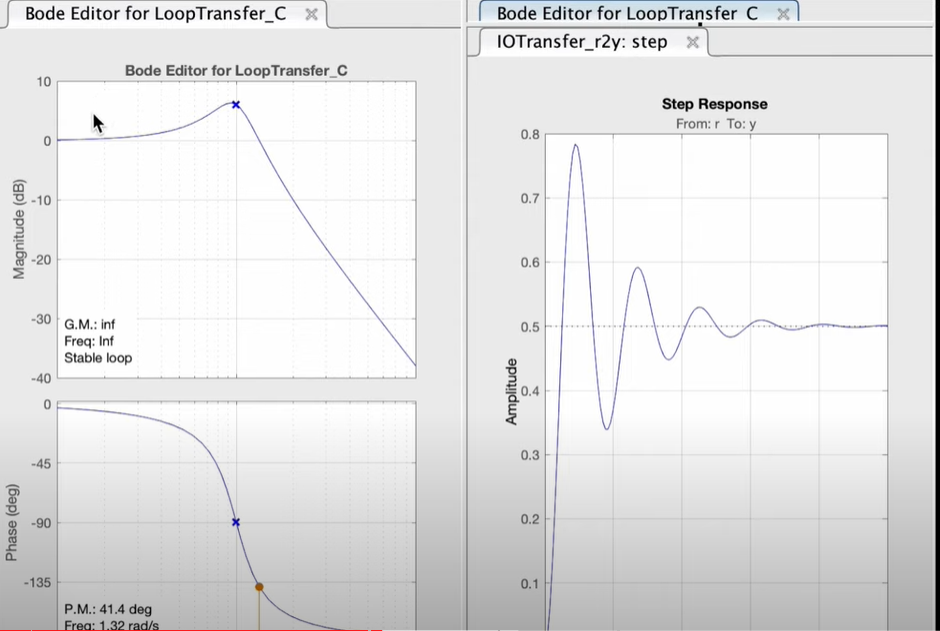 Bode Editor for LoopTransfer_C
Bode Editor for LoopTransfer_C
10
0
-10
-20
-30
-40
Magnitude (dB)
G.M.: inf
Freq: Inf
Stable loop
0
-45
-90
-135
Phase (deg)
P.M.: 41.4 deg
Freq: 1.32 rad/s
Bode Editor for LoopTransfer_C
IOTransfer_r2y: step
Step Response
From: r To: y
0.8
0.7
0.6
0.5
0.4
0.3
0.2
0.1
Amplitude